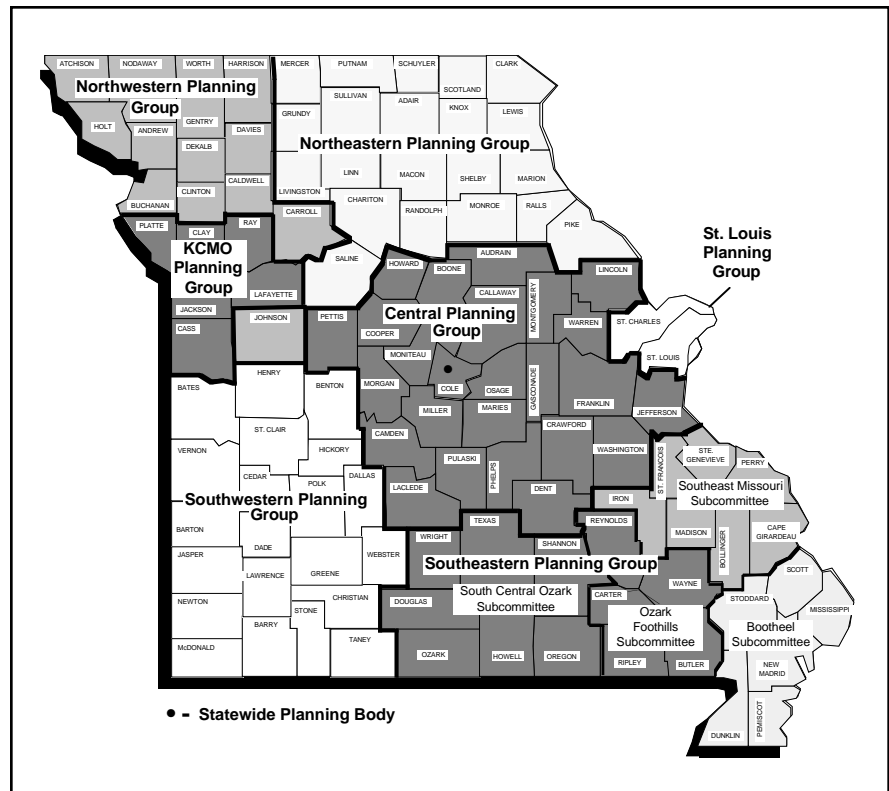 ATCHISON
NODAWAY
WORTH
HARRISON
MERCER
PUTNAM
SCHUYLER
SCOTLAND
CLARK
Northwestern Planning
Group
HOLT
ANDREW
GENTRY
DEKALB
DAVIES
CLINTON
CALDWELL
BUCHANAN
SULLIVAN
ADAIR
KNOX
LEWIS
GRUNDY
Northeastern Planning Group
LINN
MACON
SHELBY
MARION
LIVINGSTON
CHARITON
RANDOLPH
MONROE
RALLS
PIKE
CARROLL
SALINE
PLATTE
CLAY
RAY
KCMO
Planning
Group
LAFAYETTE
JACKSON
CASS
JOHNSON
PETTIS
St. Louis
Planning
Group
HOWARD
BOONE
AUDRAIN
LINCOLN
CALLAWAY
MONTGOMERY
Central Planning
Group
COOPER
WARREN
ST. CHARLES
ST. LOUIS
MONITEAU
COLE
OSAGE
GASCONADE
FRANKLIN
JEFFERSON
MORGAN
MILLER
MARIES
CRAWFORD
WASHINGTON
CAMDEN
PULASKI
PHELPS
DENT
LACLEDE
BATES
HENRY
BENTON
ST. CLAIR
VERNON
HICKORY
CEDAR
POLK
DALLAS
Southwestern Planning
Group
BARTON
DADE
WEBSTER
JASPER
LAWRENCE
GREENE
NEWTON
CHRISTIAN
STONE
BARRY
TANEY
McDONALD
ST. FRANCOIS
STE.
GENEVIEVE
PERRY
Southeast Missouri
Subcommittee
IRON
MADISON
BOLLINGER
CAPE
GIRARDEAU
TEXAS
REYNOLDS
WRIGHT
SHANNON
Southeastern Planning Group
South Central Ozark
Subcommittee
DOUGLAS
OZARK
HOWELL
OREGON
CARTER
WAYNE
Ozark
Foothills
Subcommittee
RIPLEY
BUTLER
SCOTT
STODDARD
MISSISSIPPI
Bootheel
Subcommittee
NEW
MADRID
DUNKLIN
PEMISCOT
● - Statewide Planning Body